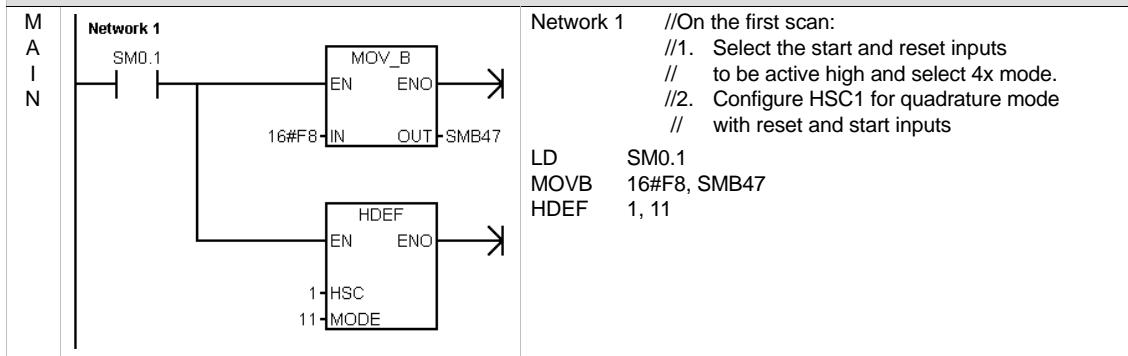 M
A
I
N
Network 1
SM0.1
MOV_B
EN ENO
16#F8 IN OUT SMB47
HDEF
EN ENO
1 HSC
11 MODE
Network 1 //On the first scan:
//1. Select the start and reset inputs
// to be active high and select 4x mode.
//2. Configure HSC1 for quadrature mode
// with reset and start inputs
LD SM0.1
MOVB 16#F8, SMB47
HDEF 1, 11